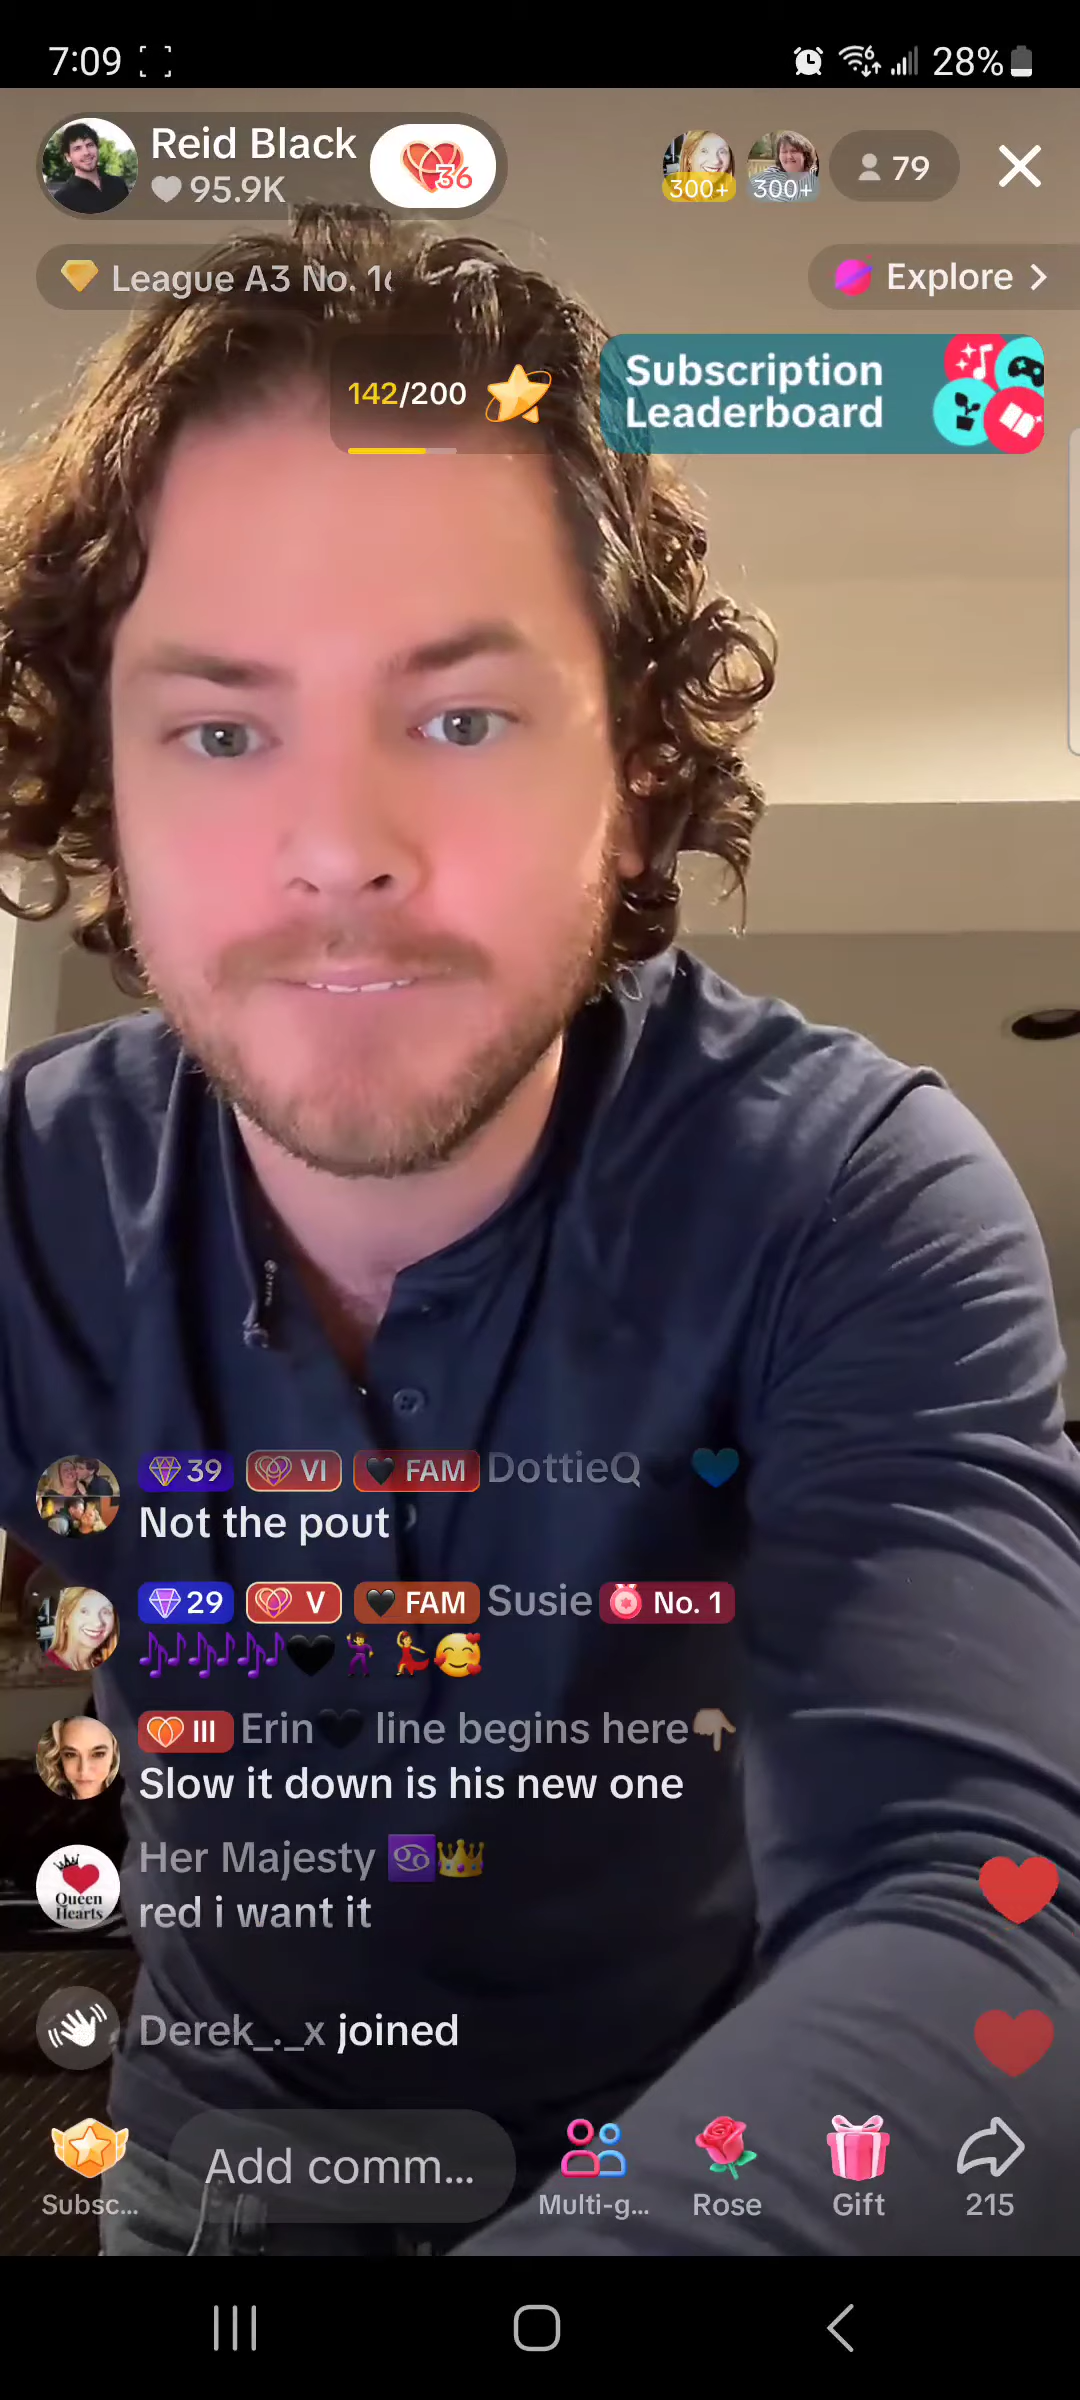 7:09 28%
Reid Black
95.9K
36
300+ 300+
79
League A3 No.
Explore
142/200
Subscription
Leaderboard
39 VI FAM DottieQ
Not the pout
29 V FAM Susie No. 1
🎶🎶🎶🖤🕺💃🥰
III Erin🖤 line begins here👇🏼
Slow it down is his new one
Her Majesty ♋👑
red i want it
Queen
Hearts
Derek_._x joined
Add comm...
Subsc...
Multi-g...
Rose
Gift
215